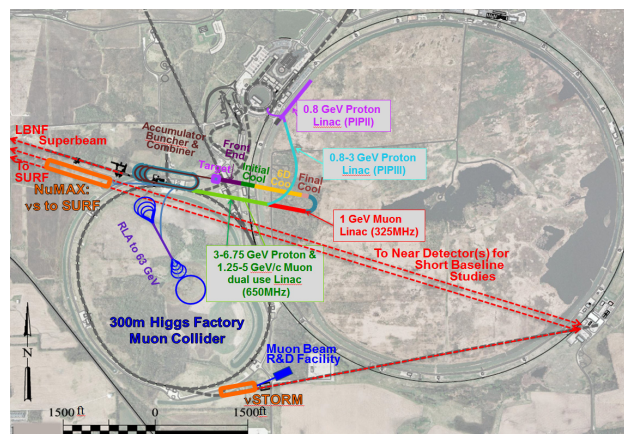 0.8 GeV Proton
Linac (PIPII)
LBNF
Superbeam
Accumulator
Buncher &
Combiner
Front
End
Target
Initial
Cool
6D
Cool
Final
Cool
0.8-3 GeV Proton
Linac (PIPII)
To
SURF
NuMAX:
νs to SURF
1 GeV Muon
Linac (325MHz)
RLA to 63 GeV
3-6.75 GeV Proton &
1.25-5 GeV/c Muon
dual use Linac
(650MHz)
To Near Detector(s) for
Short Baseline
Studies
300m Higgs Factory
Muon Collider
Muon Beam
R&D Facility
νSTORM
N
1500 ft 0 1500ft